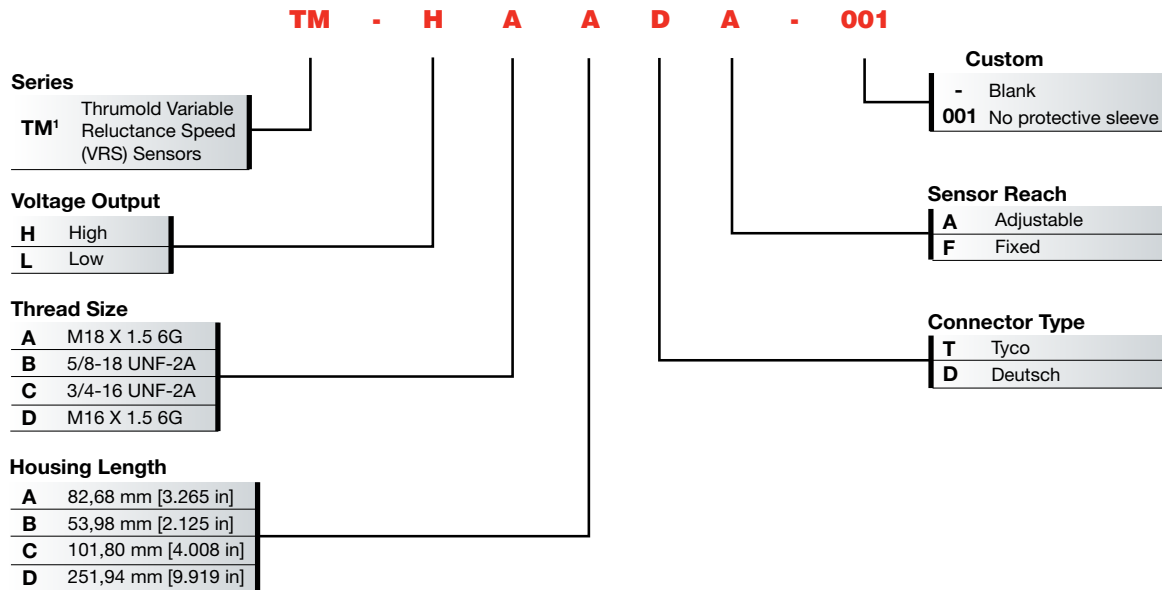 TM - H A A D A - 001
Series
TM¹ Thrumold Variable
Reluctance Speed
(VRS) Sensors
Voltage Output
H High
L Low
Thread Size
A M18 X 1.5 6G
B 5/8-18 UNF-2A
C 3/4-16 UNF-2A
D M16 X 1.5 6G
Housing Length
A 82,68 mm [3.265 in]
B 53,98 mm [2.125 in]
C 101,80 mm [4.008 in]
D 251,94 mm [9.919 in]
Custom
- Blank
001 No protective sleeve
Sensor Reach
A Adjustable
F Fixed
Connector Type
T Tyco
D Deutsch